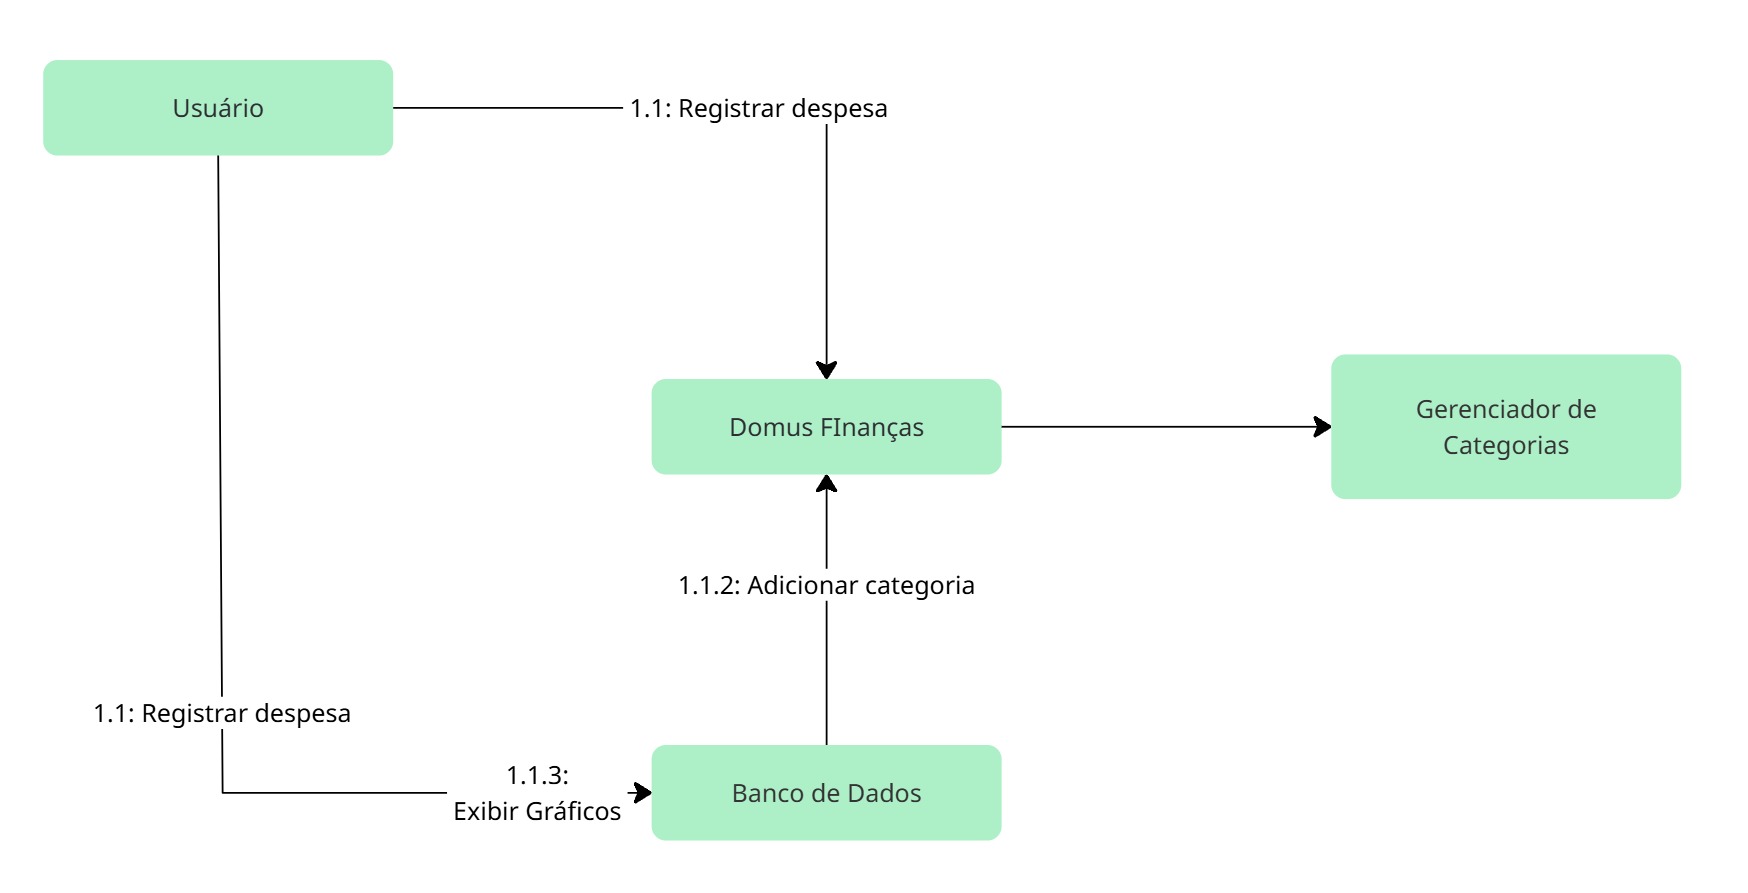 Usuário
1.1: Registrar despesa
Domus FInanças
Gerenciador de
Categorias
1.1.2: Adicionar categoria
1.1: Registrar despesa
1.1.3:
Exibir Gráficos
Banco de Dados